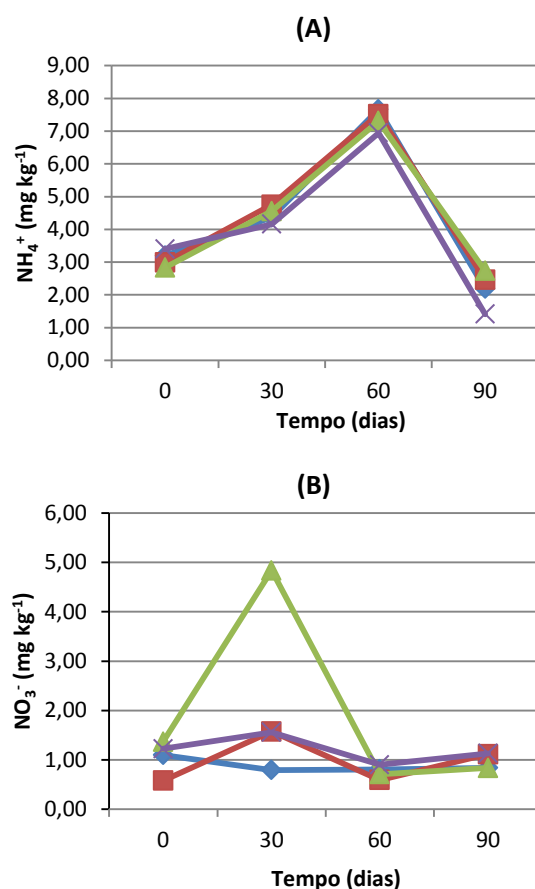 (A)
NH₄⁺ (mg kg⁻¹)
9,00
8,00
7,00
6,00
5,00
4,00
3,00
2,00
1,00
0,00
0 30 60 90
Tempo (dias)
(B)
NO₃⁻ (mg kg⁻¹)
6,00
5,00
4,00
3,00
2,00
1,00
0,00
0 30 60 90
Tempo (dias)